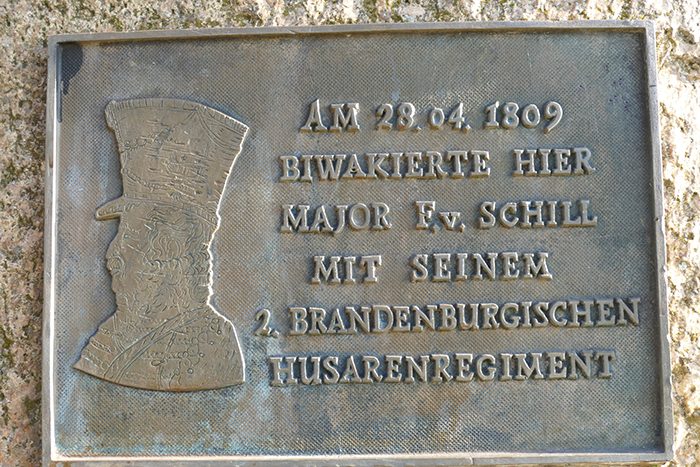 AM 28.04. 1809
BIWAKIERTE HIER
MAJOR F.v. SCHILL
MIT SEINEM
2. BRANDENBURGISCHEN
HUSARENREGIMENT